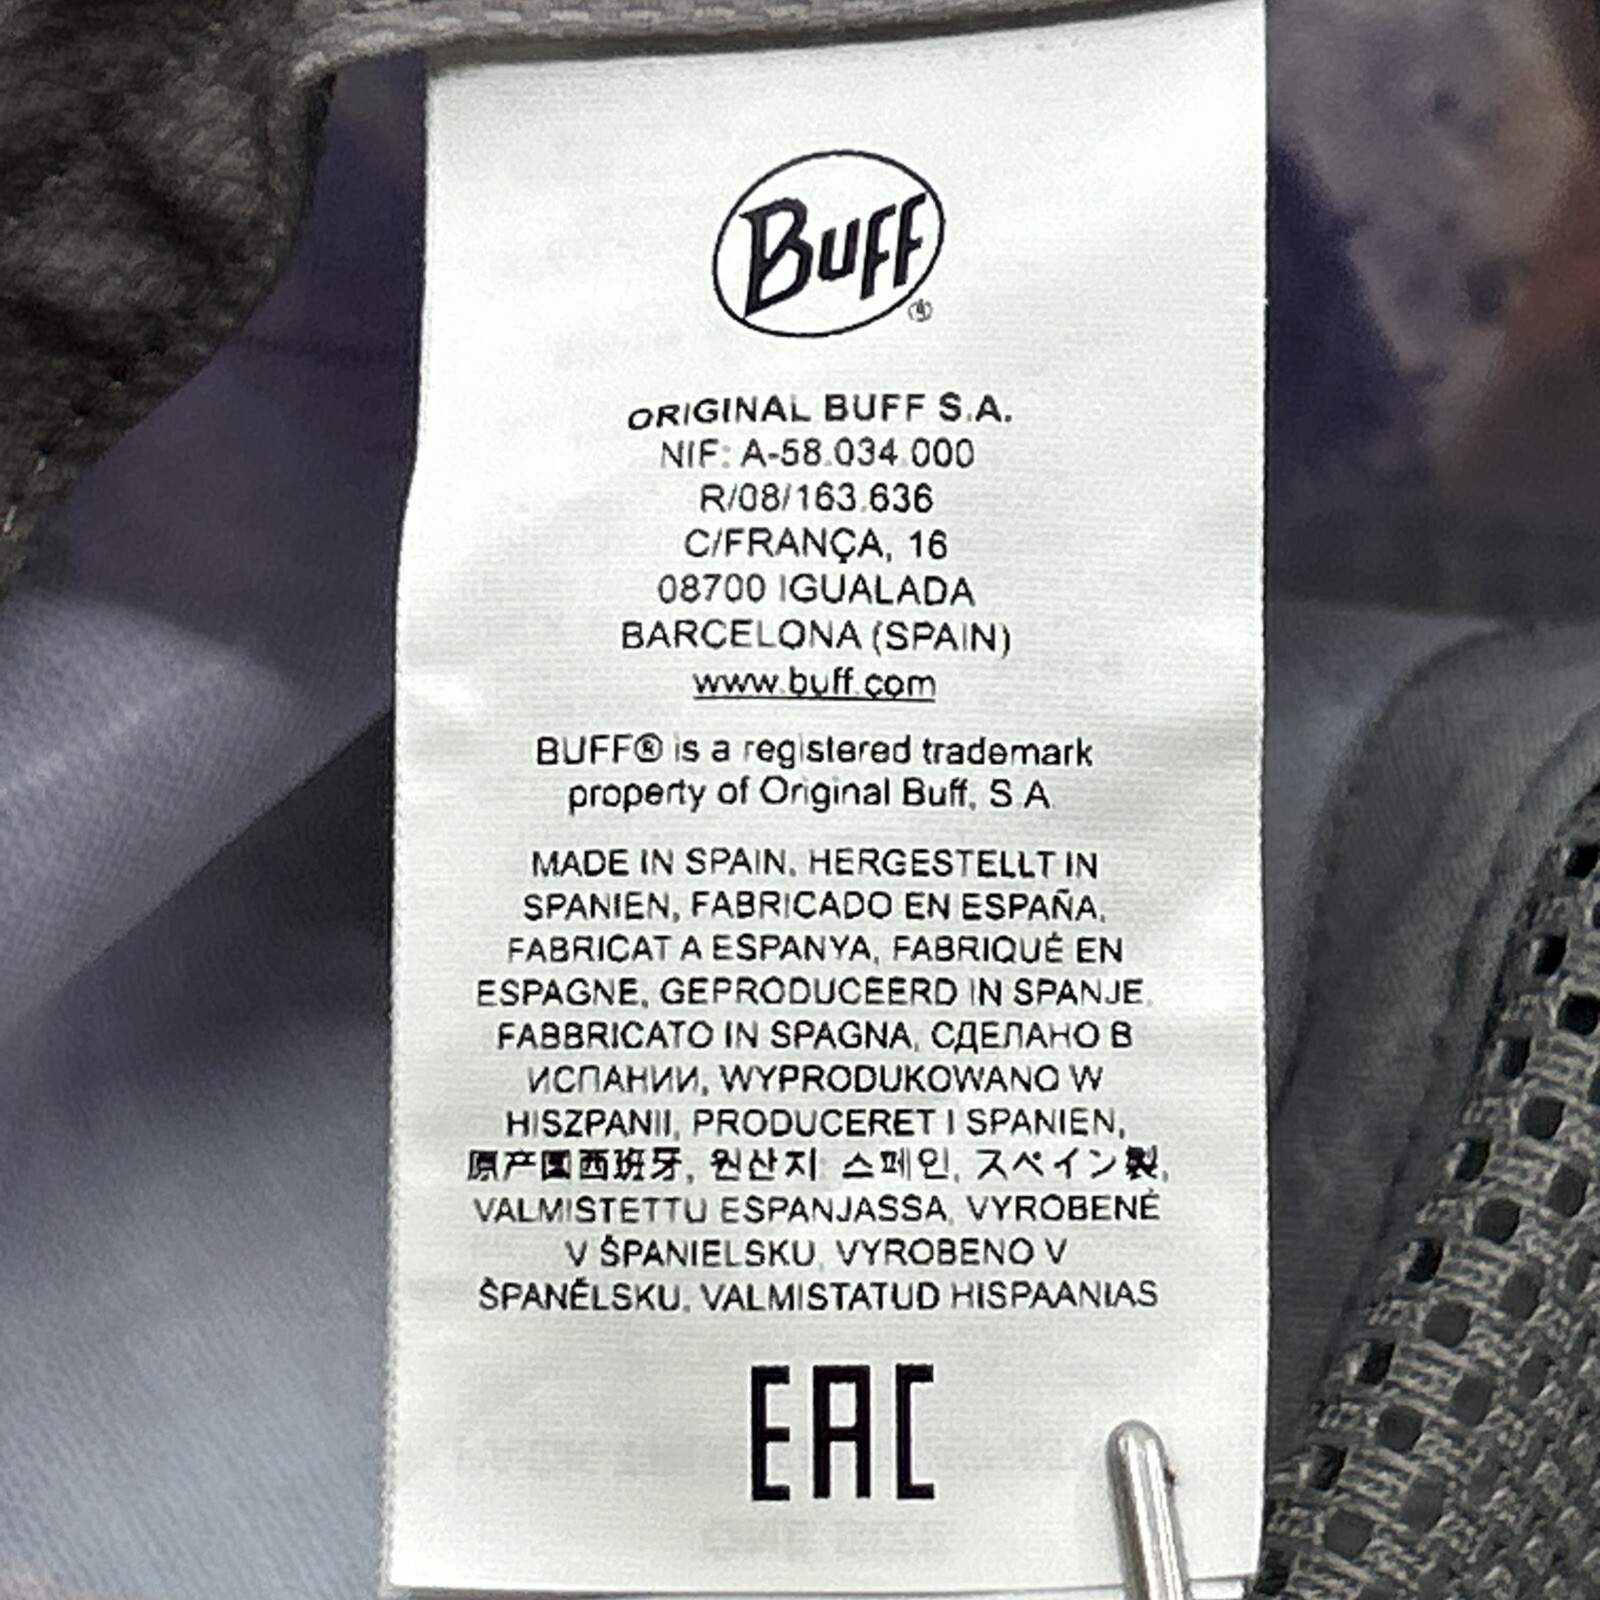 BUFF®
ORIGINAL BUFF S.A.
NIF: A-58.034.000
R/08/163.636
C/FRANÇA, 16
08700 IGUALADA
BARCELONA (SPAIN)
www.buff.com
BUFF® is a registered trademark
property of Original Buff, S.A
MADE IN SPAIN, HERGESTELLT IN
SPANIEN, FABRICADO EN ESPAÑA,
FABRICAT A ESPANYA, FABRIQUÉ EN
ESPAGNE, GEPRODUCEERD IN SPANJE,
FABBRICATO IN SPAGNA, СДЕЛАНО В
ИСПАНИИ, WYPRODUKOWANO W
HISZPANII, PRODUCERET I SPANIEN,
原产国西班牙, 원산지: 스페인, スペイン製,
VALMISTETTU ESPANJASSA, VYROBENÉ
V ŠPANIELSKU, VYROBENO V
ŠPANĚLSKU, VALMISTATUD HISPAANIAS
EAC